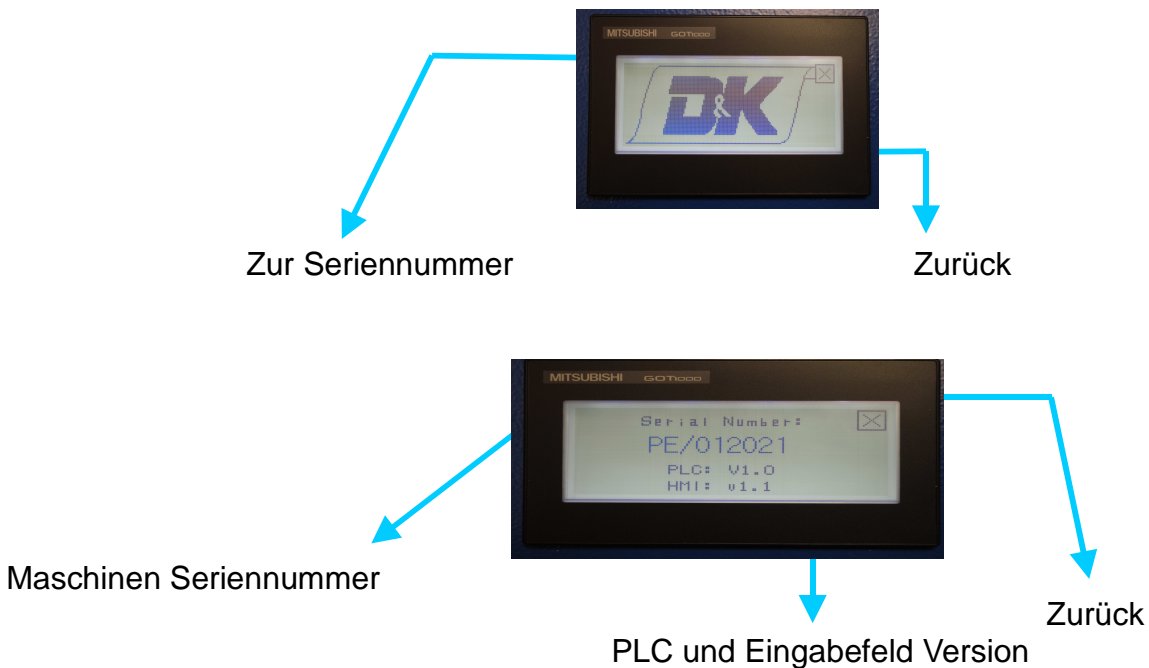 MITSUBISHI GOT1000
D&K
Zur Seriennummer
Zurück
MITSUBISHI GOT1000
Serial Number:
PE/012021
PLC: V1.0
HMI: v1.1
Maschinen Seriennummer
Zurück
PLC und Eingabefeld Version